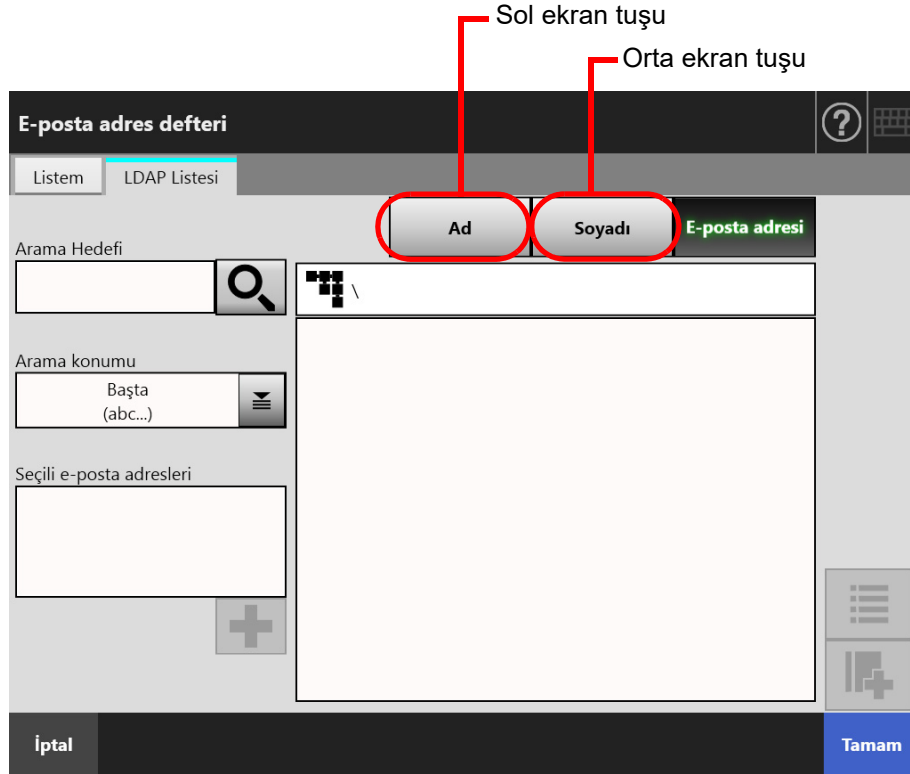 Sol ekran tuşu
Orta ekran tuşu
E-posta adres defteri
Listem
LDAP Listesi
Ad
Soyadı
E-posta adresi
Arama Hedefi
\
Arama konumu
Başta
(abc...)
Seçili e-posta adresleri
İptal
Tamam